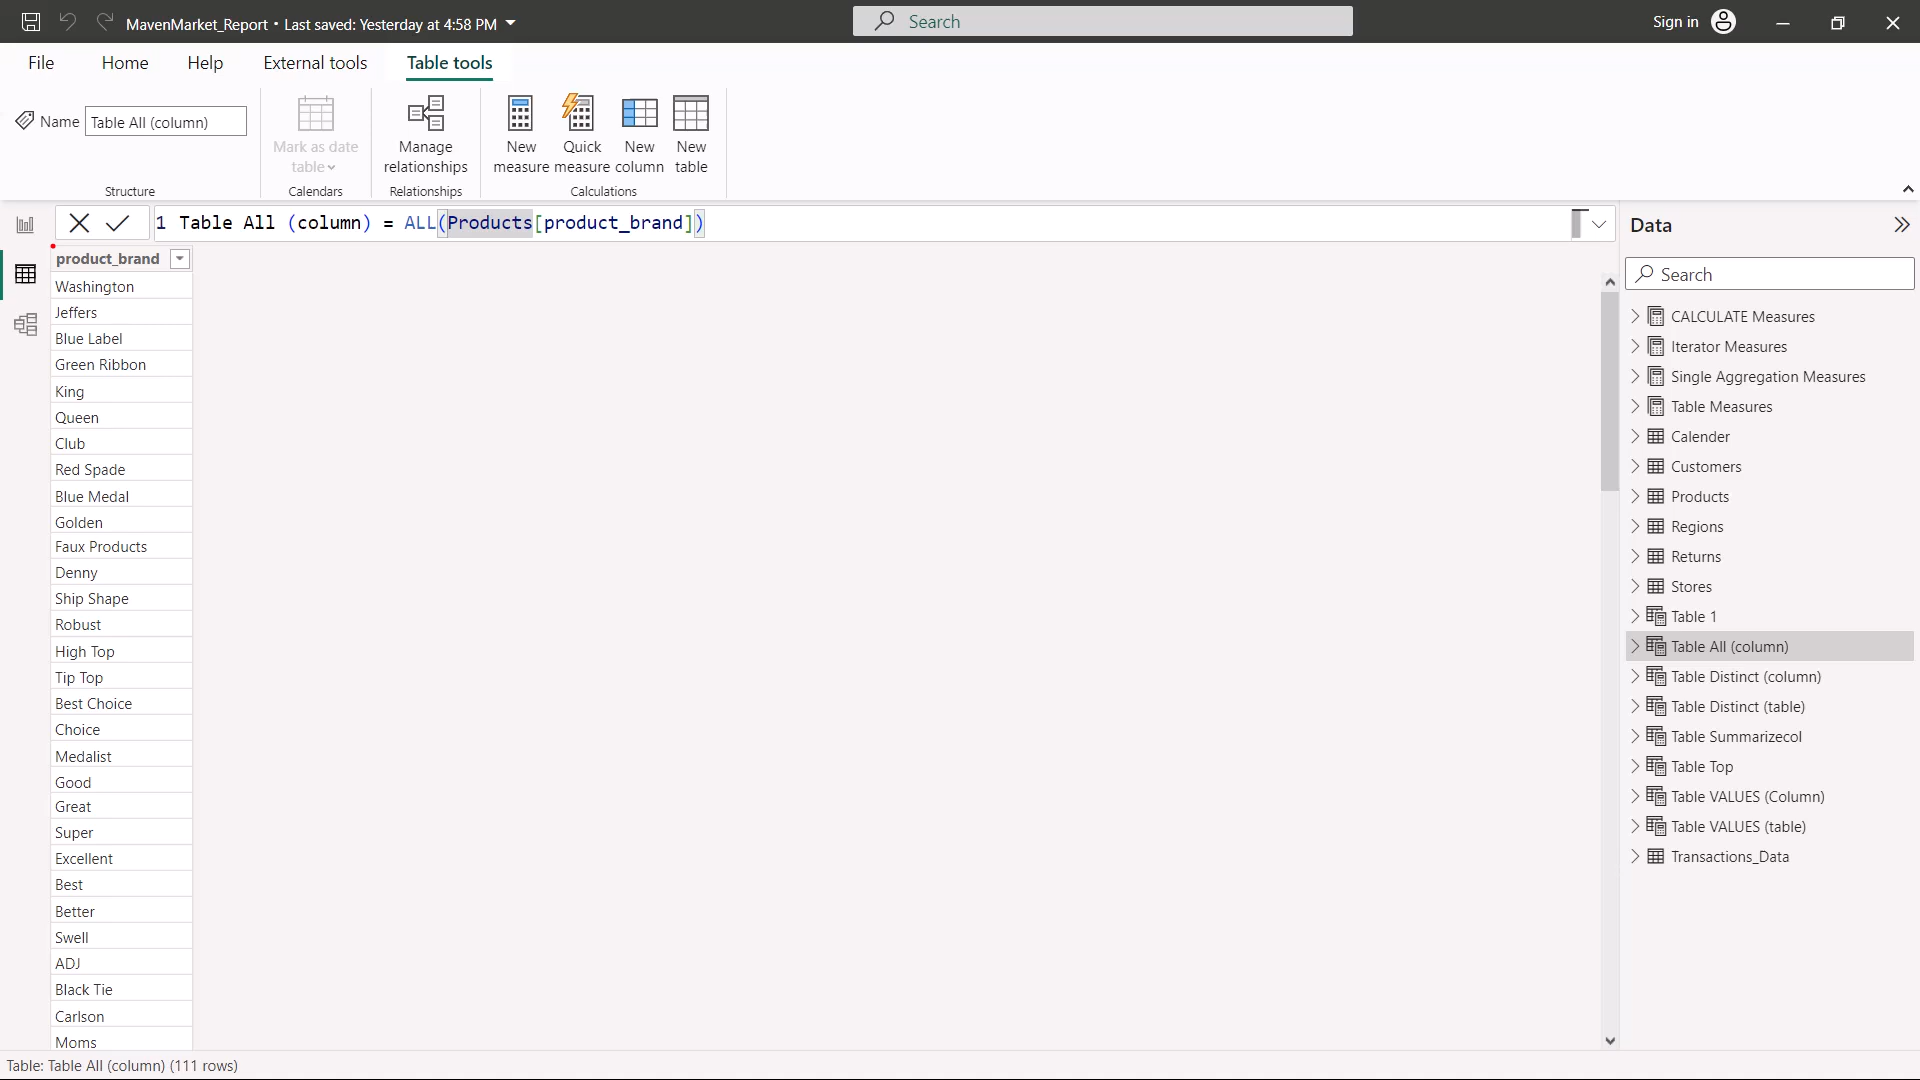 MavenMarket_Report • Last saved: Yesterday at 4:58 PM
Search
Sign in
File
Home
Help
External tools
Table tools
Name
Table All (column)
Mark as date
table
Manage
relationships
New
measure
Quick
measure
New
column
New
table
Structure
Calendars
Relationships
Calculations
1 Table All (column) = ALL(Products[product_brand])
product_brand
Washington
Jeffers
Blue Label
Green Ribbon
King
Queen
Club
Red Spade
Blue Medal
Golden
Faux Products
Denny
Ship Shape
Robust
High Top
Tip Top
Best Choice
Choice
Medalist
Good
Great
Super
Excellent
Best
Better
Swell
ADJ
Black Tie
Carlson
Moms
Data
Search
CALCULATE Measures
Iterator Measures
Single Aggregation Measures
Table Measures
Calender
Customers
Products
Regions
Returns
Stores
Table 1
Table All (column)
Table Distinct (column)
Table Distinct (table)
Table Summarizecol
Table Top
Table VALUES (Column)
Table VALUES (table)
Transactions_Data
Table: Table All (column) (111 rows)